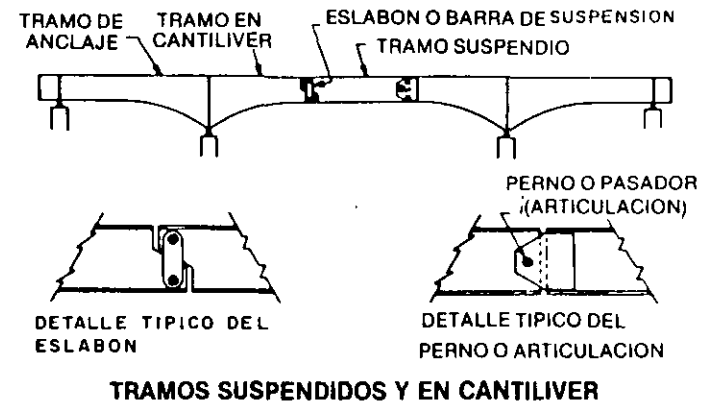 TRAMO DE
ANCLAJE
TRAMO EN
CANTILIVER
ESLABON O BARRA DE SUSPENSION
TRAMO SUSPENDIO
PERNO O PASADOR
(ARTICULACION)
DETALLE TIPICO DEL
ESLABON
DETALLE TIPICO DEL
PERNO O ARTICULACION
TRAMOS SUSPENDIDOS Y EN CANTILIVER